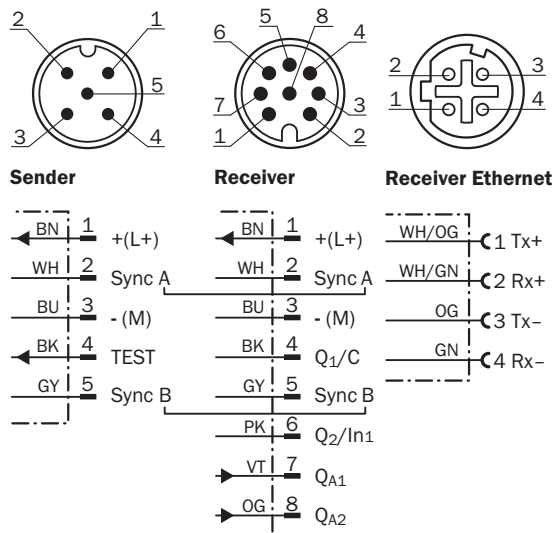 2 1 5 3 4
5 8 6 4 7 3 1 2
2 3 1 4
Sender Receiver Receiver Ethernet
BN 1 +(L+)
WH 2 Sync A
BU 3 - (M)
BK 4 TEST
GY 5 Sync B
BN 1 +(L+)
WH 2 Sync A
BU 3 - (M)
BK 4 Q1/C
GY 5 Sync B
PK 6 Q2/In1
VT 7 QA1
OG 8 QA2
WH/OG 1 Tx+
WH/GN 2 Rx+
OG 3 Tx–
GN 4 Rx–